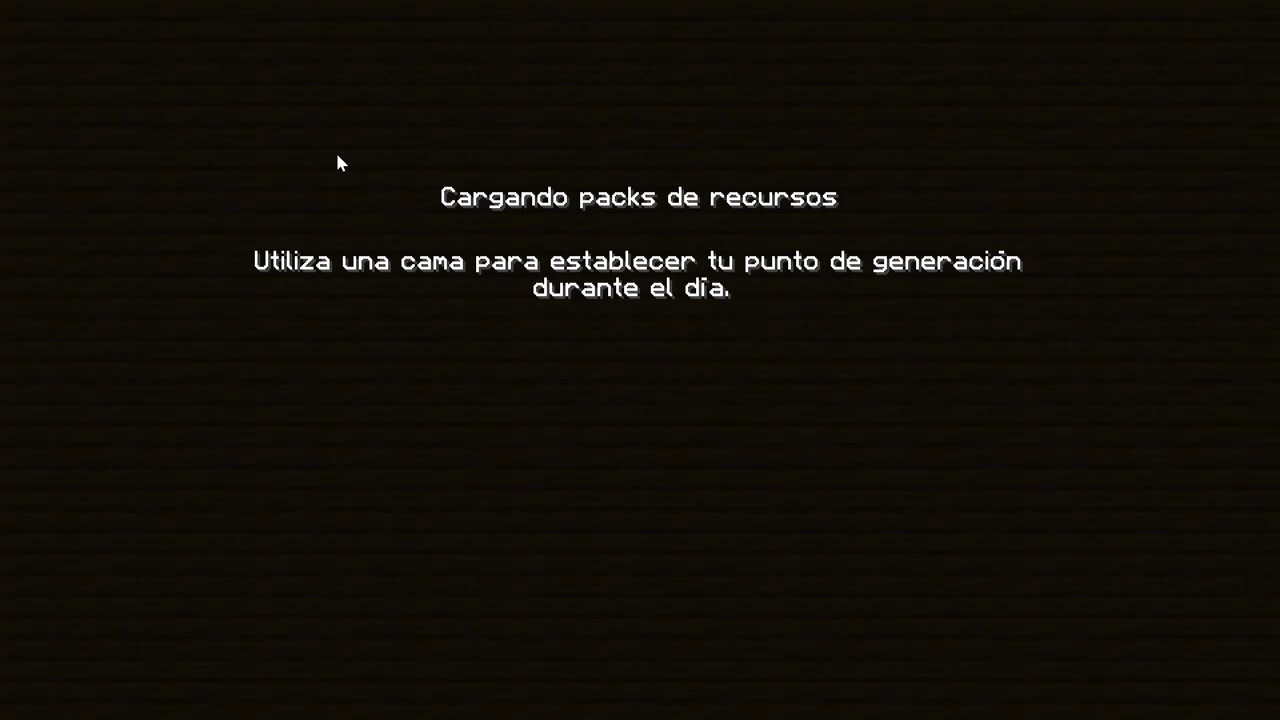 Cargando packs de recursos
Utiliza una cama para establecer tu punto de generación
durante el día.